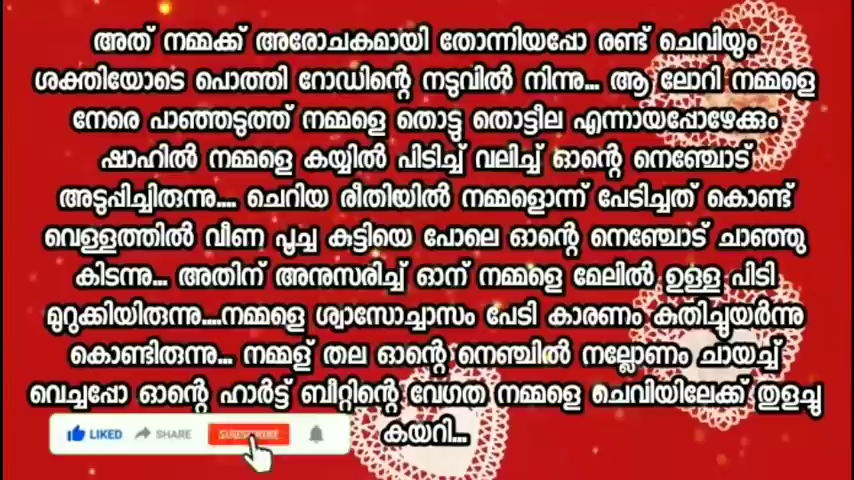 അത് നമ്മക്ക് അരോചകമായി തോന്നിയപ്പോ രണ്ട് ചെവിയും
ശക്തിയോടെ പൊത്തി റോഡിന്റെ നടുവിൽ നിന്നു... ആ ലോറി നമ്മളെ
നേരെ പാഞ്ഞടുത്ത് നമ്മളെ തൊട്ടു തൊട്ടീല എന്നായപ്പോഴേക്കും
ഷാഹിൽ നമ്മളെ കയ്യിൽ പിടിച്ച് വലിച്ച് ഓന്റെ നെഞ്ചോട്
അടുപ്പിച്ചിരുന്നു.... ചെറിയ രീതിയിൽ നമ്മളൊന്ന് പേടിച്ചത് കൊണ്ട്
വെള്ളത്തിൽ വീണ പൂച്ച കുട്ടിയെ പോലെ ഓന്റെ നെഞ്ചോട് ചാഞ്ഞു
കിടന്നു... അതിന് അനുസരിച്ച് ഓന് നമ്മളെ മേലിൽ ഉള്ള പിടി
മുറുക്കിയിരുന്നു....നമ്മളെ ശ്വാസോച്ചാസം പേടി കാരണം കുതിച്ചുയർന്നു
കൊണ്ടിരുന്നു... നമ്മള് തല ഓന്റെ നെഞ്ചിൽ നല്ലോണം ചായച്ച്
വെച്ചപ്പോ ഓന്റെ ഹാർട്ട് ബീറ്റിന്റെ വേഗത നമ്മളെ ചെവിയിലേക്ക് തുളച്ചു
കയറി...
LIKED SHARE SUBSCRIBE